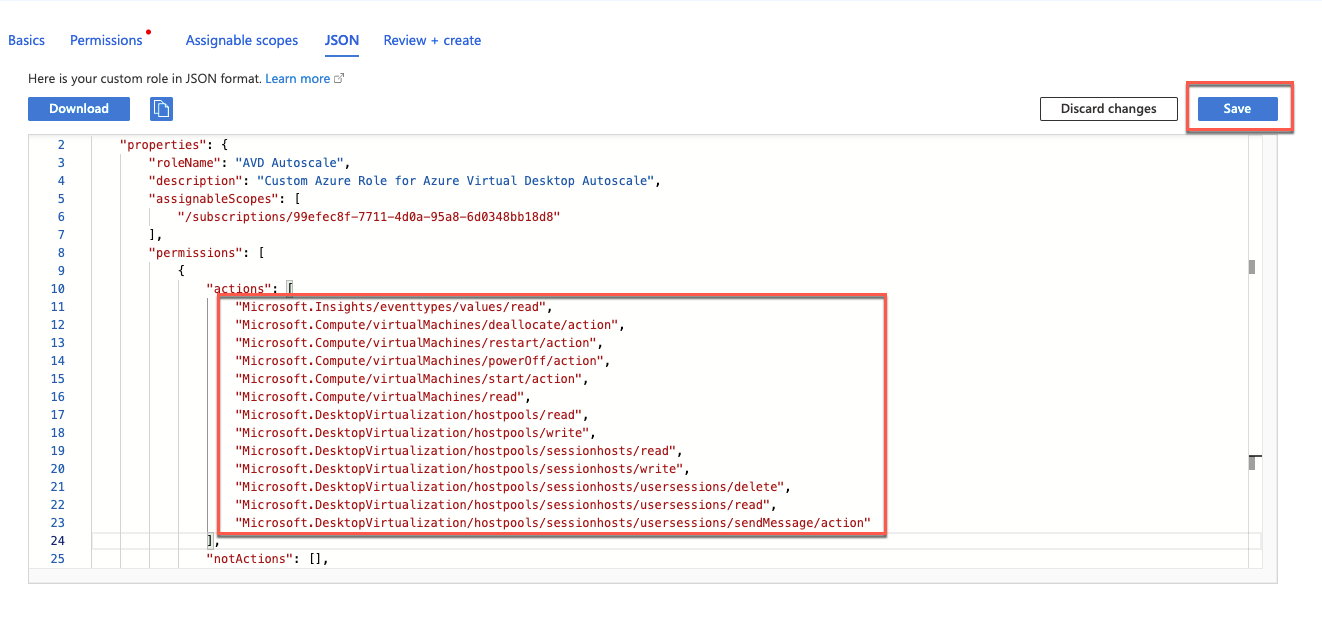 Basics Permissions Assignable scopes JSON Review + create
Here is your custom role in JSON format. Learn more
Download Discard changes Save
2 "properties": {
3 "roleName": "AVD Autoscale",
4 "description": "Custom Azure Role for Azure Virtual Desktop Autoscale",
5 "assignableScopes": [
6 "/subscriptions/99efec8f-7711-4d0a-95a8-6d0348bb18d8"
7 ],
8 "permissions": [
9 {
10 "actions": [
11 "Microsoft.Insights/eventtypes/values/read",
12 "Microsoft.Compute/virtualMachines/deallocate/action",
13 "Microsoft.Compute/virtualMachines/restart/action",
14 "Microsoft.Compute/virtualMachines/powerOff/action",
15 "Microsoft.Compute/virtualMachines/start/action",
16 "Microsoft.Compute/virtualMachines/read",
17 "Microsoft.DesktopVirtualization/hostpools/read",
18 "Microsoft.DesktopVirtualization/hostpools/write",
19 "Microsoft.DesktopVirtualization/hostpools/sessionhosts/read",
20 "Microsoft.DesktopVirtualization/hostpools/sessionhosts/write",
21 "Microsoft.DesktopVirtualization/hostpools/sessionhosts/usersessions/delete",
22 "Microsoft.DesktopVirtualization/hostpools/sessionhosts/usersessions/read",
23 "Microsoft.DesktopVirtualization/hostpools/sessionhosts/usersessions/sendMessage/action"
24 ],
25 "notActions": [],